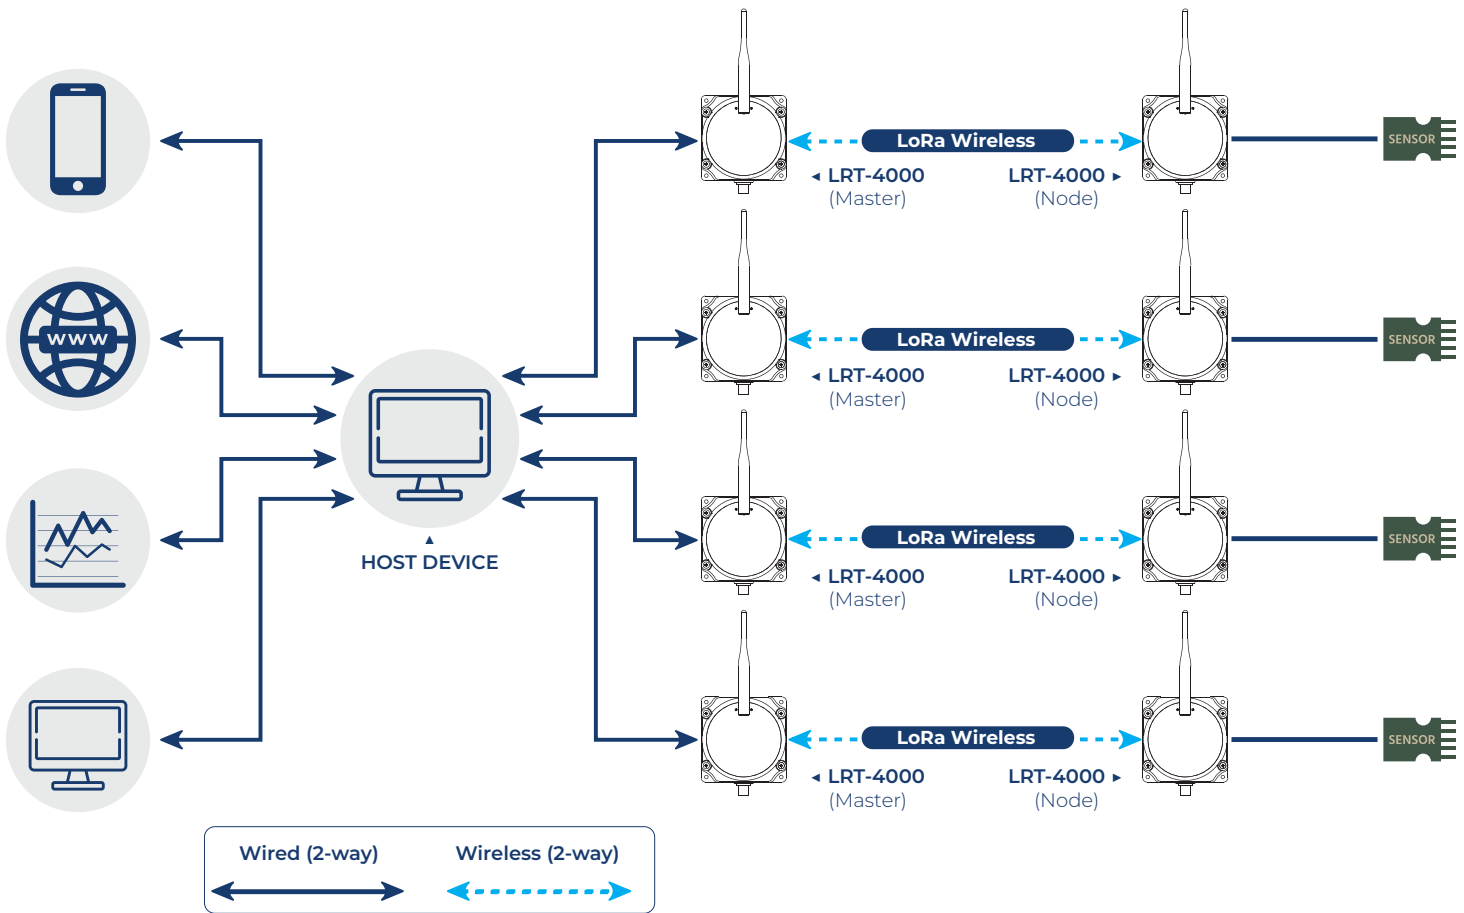 LoRa Wireless
SENSOR
◂ LRT-4000
(Master)
LRT-4000 ▸
(Node)
WWW
LoRa Wireless
SENSOR
◂ LRT-4000
(Master)
LRT-4000 ▸
(Node)
▴
HOST DEVICE
LoRa Wireless
SENSOR
◂ LRT-4000
(Master)
LRT-4000 ▸
(Node)
LoRa Wireless
SENSOR
◂ LRT-4000
(Master)
LRT-4000 ▸
(Node)
Wired (2-way)
Wireless (2-way)